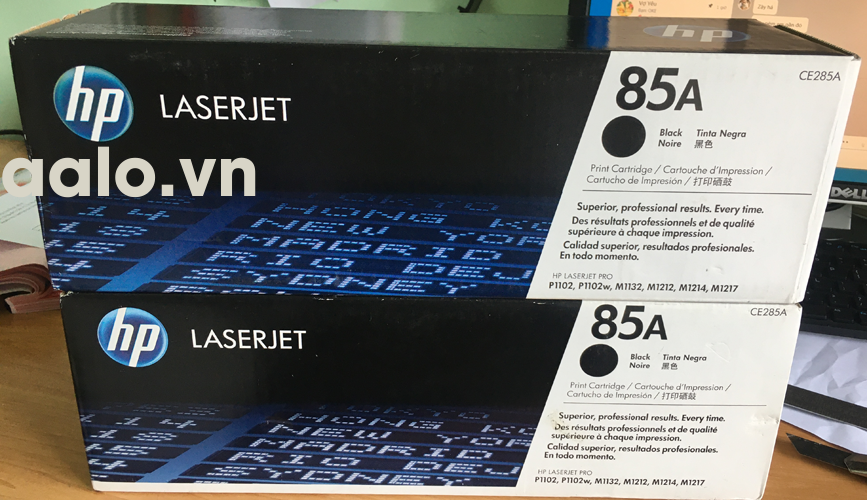 hp LASERJET
85A
CE285A
Black Tinta Negra
Noire 黑色
Print Cartridge / Cartouche d'Impression /
Cartucho de Impresión / 打印硒鼓
Superior, professional results. Every time.
Des résultats professionnels et de qualité
supérieure à chaque impression.
Calidad superior, resultados profesionales.
En todo momento.
HP LASERJET PRO
P1102, P1102w, M1132, M1212, M1214, M1217
aalo.vn
hp
DELL
hp LASERJET
85A
CE285A
Black Tinta Negra
Noire 黑色
Print Cartridge / Cartouche d'Impression /
Cartucho de Impresión / 打印硒鼓
Superior, professional results. Every time.
Des résultats professionnels et de qualité
supérieure à chaque impression.
Calidad superior, resultados profesionales.
En todo momento.
HP LASERJET PRO
P1102, P1102w, M1132, M1212, M1214, M1217